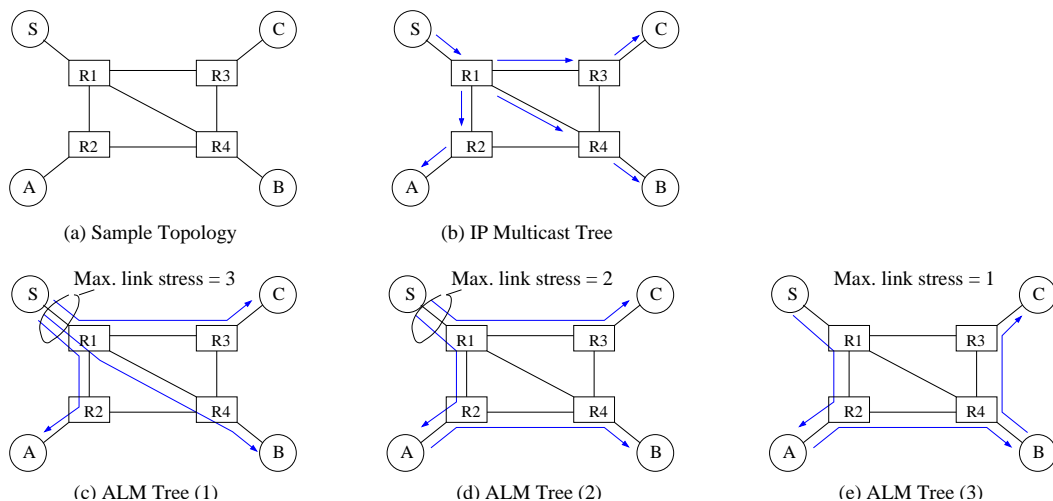 S
C
S
C
R1
R3
R1
R3
R2
R4
R2
R4
A
B
A
B
(a) Sample Topology
(b) IP Multicast Tree
Max. link stress = 3
Max. link stress = 2
Max. link stress = 1
S
C
S
C
S
C
R1
R3
R1
R3
R1
R3
R2
R4
R2
R4
R2
R4
A
B
A
B
A
B
(c) ALM Tree (1)
(d) ALM Tree (2)
(e) ALM Tree (3)